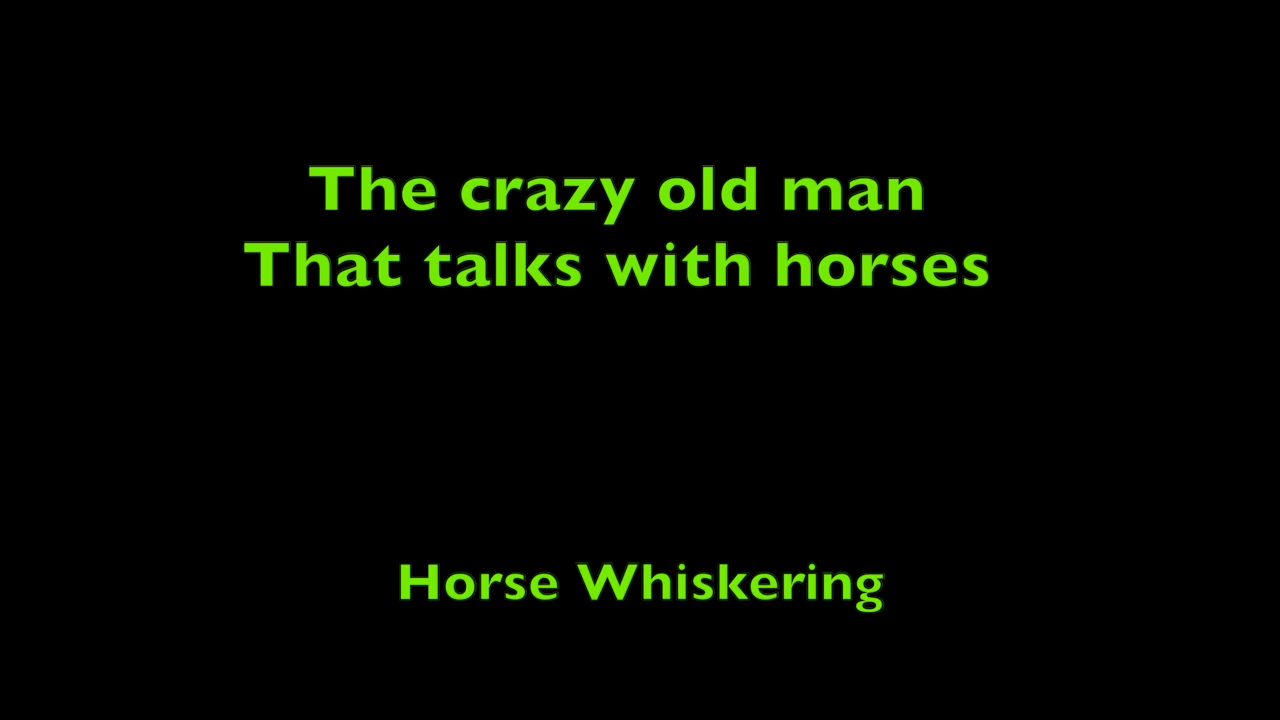 The crazy old man
That talks with horses
Horse Whiskering